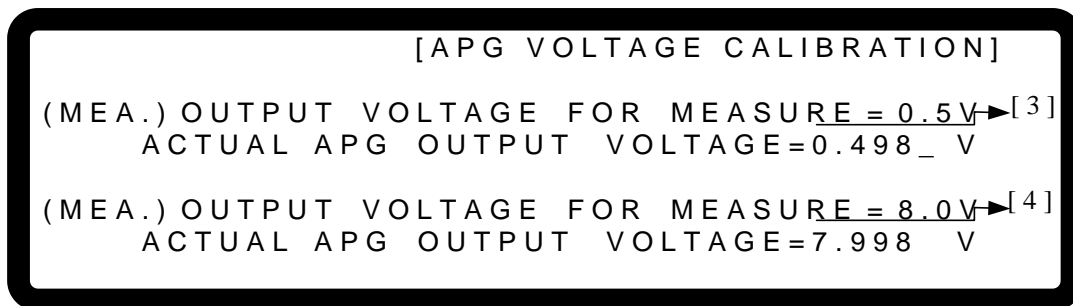 [APG VOLTAGE CALIBRATION]
(MEA.) OUTPUT VOLTAGE FOR MEASURE = 0.5V [3]
ACTUAL APG OUTPUT VOLTAGE=0.498_ V
(MEA.) OUTPUT VOLTAGE FOR MEASURE = 8.0V [4]
ACTUAL APG OUTPUT VOLTAGE=7.998 V